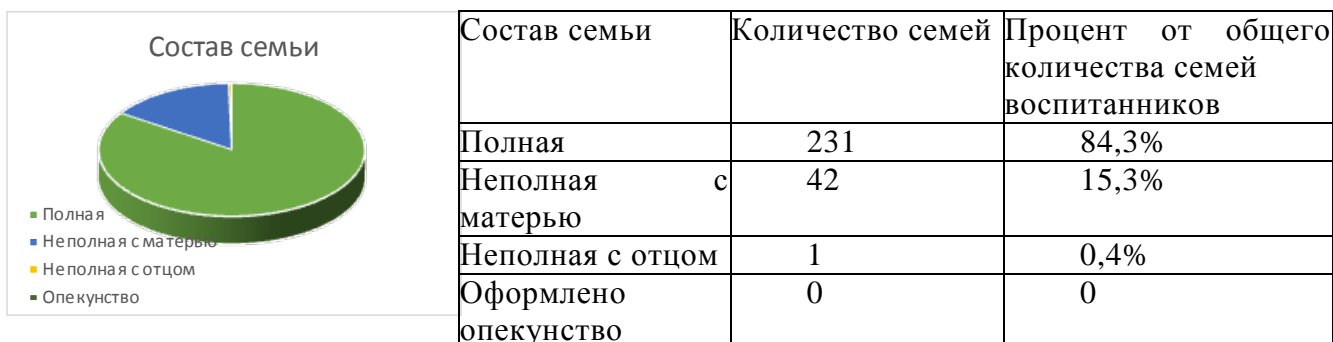 Состав семьи
Полная
Неполная с матерью
Неполная с отцом
Опекунство
Состав семьи Количество семей Процент от общего
количества семей
воспитанников
Полная 231 84,3%
Неполная с 42 15,3%
матерью
Неполная с отцом 1 0,4%
Оформлено 0 0
опекунство